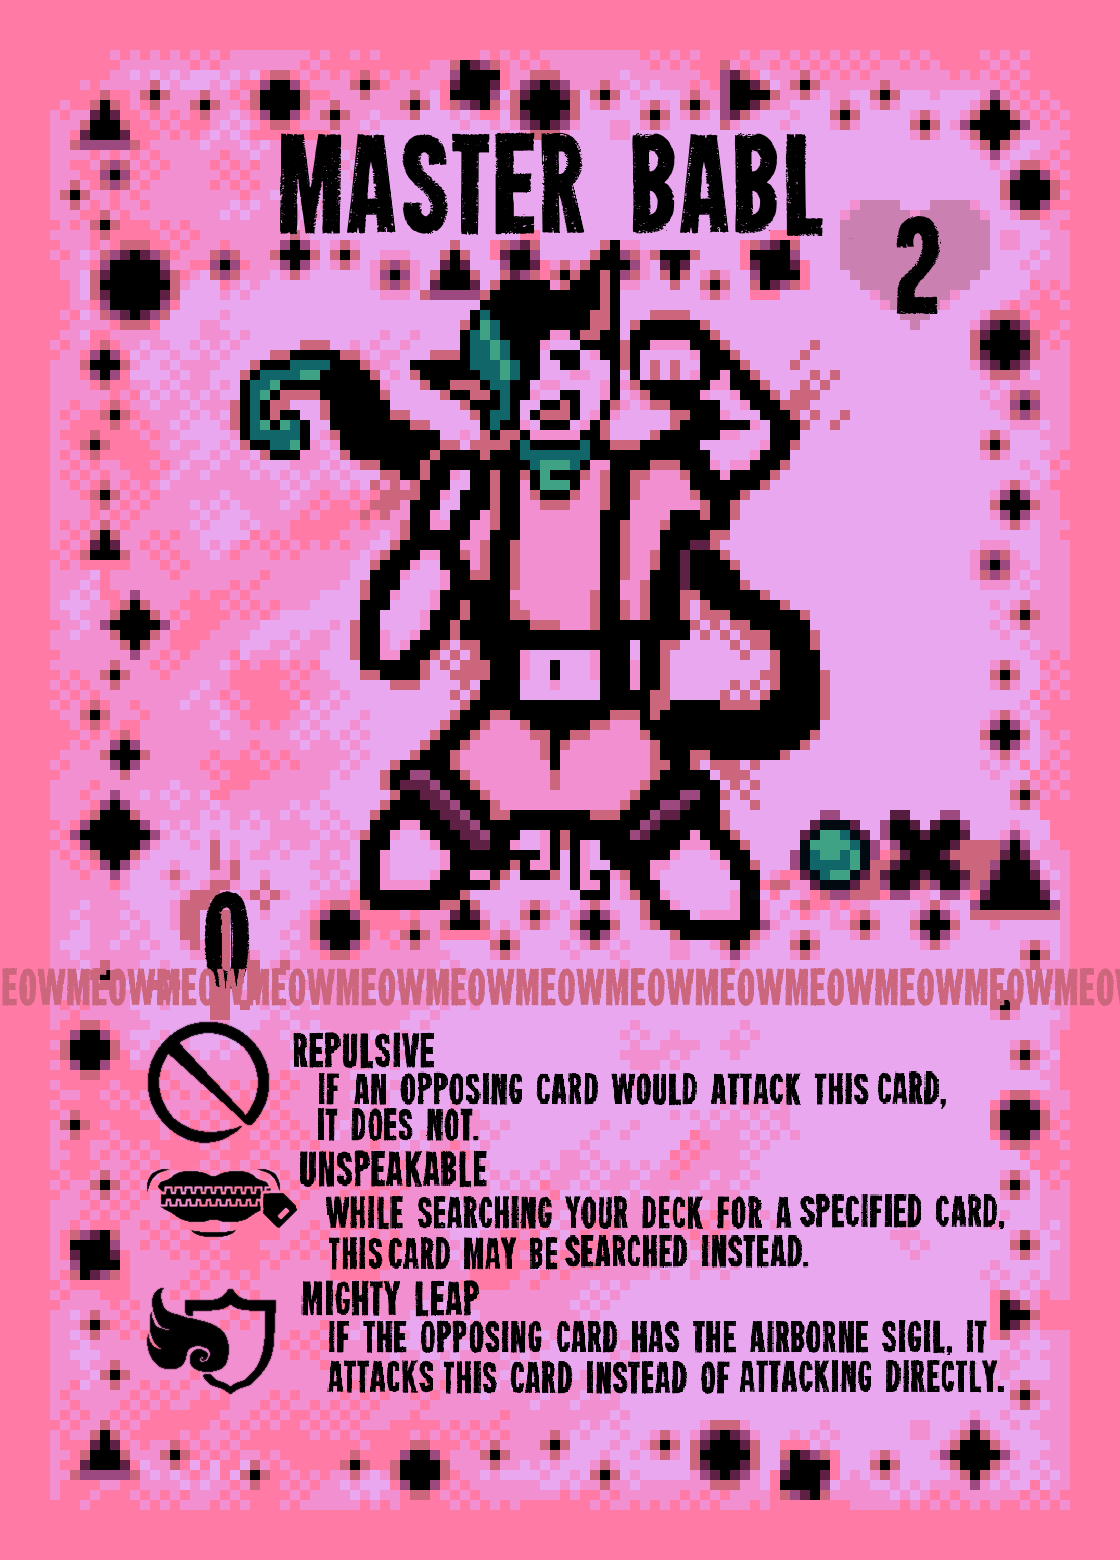 MASTER BABL
2
0
EOWMEOWMEOWMEOWMEOWMEOWMEOWMEOWMEOWMEOWMEOWMEOWMEOW
REPULSIVE
IF AN OPPOSING CARD WOULD ATTACK THIS CARD,
IT DOES NOT.
UNSPEAKABLE
WHILE SEARCHING YOUR DECK FOR A SPECIFIED CARD,
THIS CARD MAY BE SEARCHED INSTEAD.
MIGHTY LEAP
IF THE OPPOSING CARD HAS THE AIRBORNE SIGIL, IT
ATTACKS THIS CARD INSTEAD OF ATTACKING DIRECTLY.